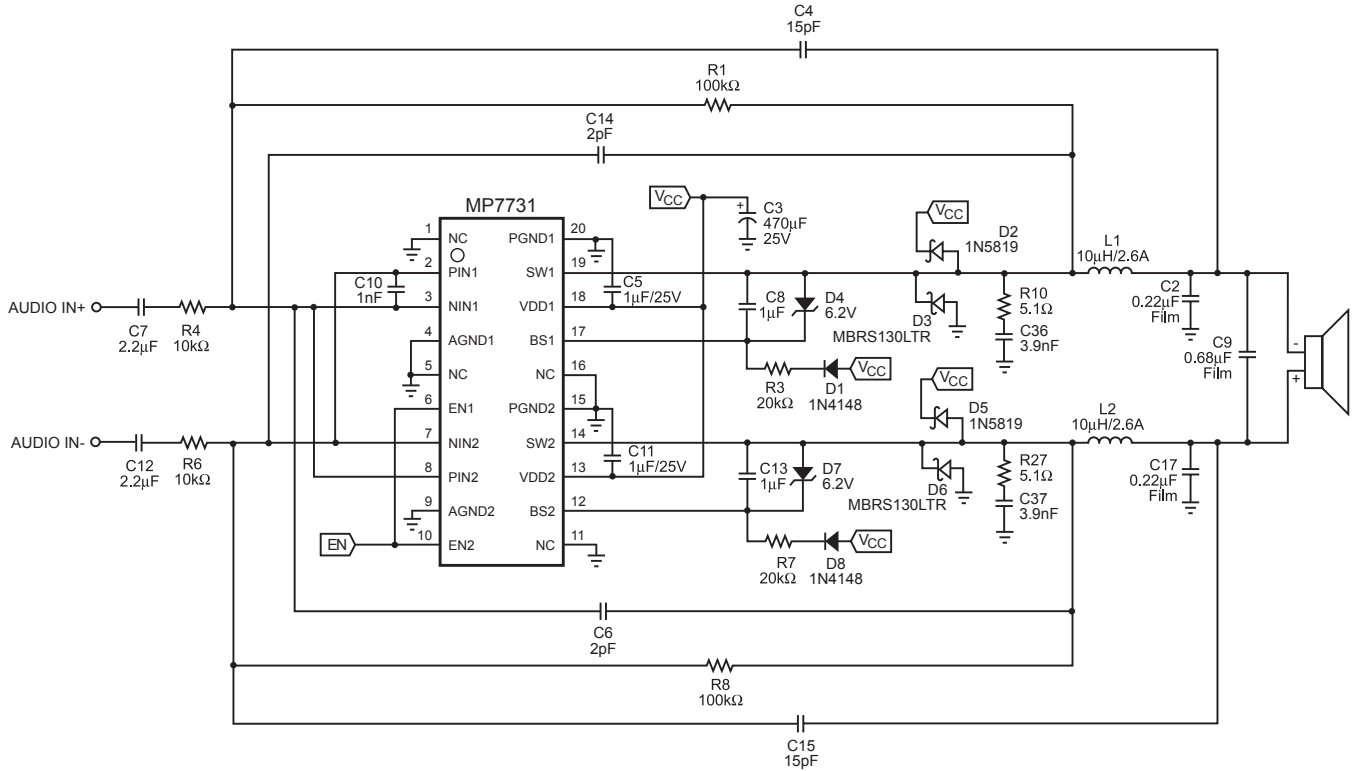 C4
15pF
R1
100kΩ
C14
2pF
VCC
C3
470µF
25V
+
MP7731
1 NC PGND1 20
2 PIN1 SW1 19
3 NIN1 VDD1 18
4 AGND1 BS1 17
5 NC NC 16
6 EN1 PGND2 15
7 NIN2 SW2 14
8 PIN2 VDD2 13
9 AGND2 BS2 12
10 EN2 NC 11
AUDIO IN+
C7
2.2µF
R4
10kΩ
C10
1nF
AUDIO IN-
C12
2.2µF
R6
10kΩ
EN
C5
1µF/25V
C8
1µF
D4
6.2V
VCC
D2
1N5819
D3
MBRS130LTR
R3
20kΩ
D1
1N4148
VCC
R10
5.1Ω
C36
3.9nF
L1
10µH/2.6A
C2
0.22µF
Film
C9
0.68µF
Film
-
+
C11
1µF/25V
C13
1µF
D7
6.2V
VCC
D5
1N5819
D6
MBRS130LTR
R7
20kΩ
D8
1N4148
VCC
R27
5.1Ω
C37
3.9nF
L2
10µH/2.6A
C17
0.22µF
Film
C6
2pF
R8
100kΩ
C15
15pF